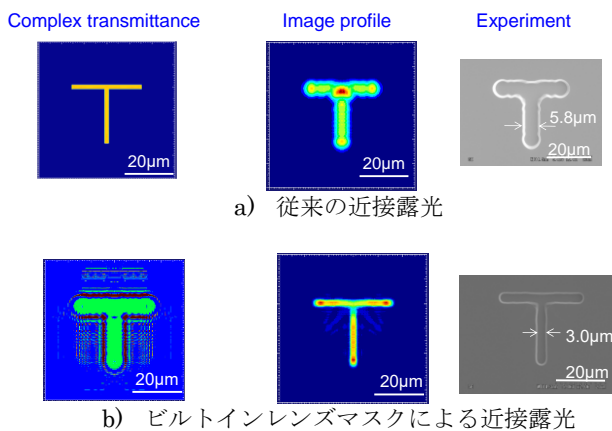 Complex transmittance Image profile Experiment
20μm 20μm 5.8μm 20μm
a) 従来の近接露光
20μm 20μm 3.0μm 20μm
b) ビルトインレンズマスクによる近接露光